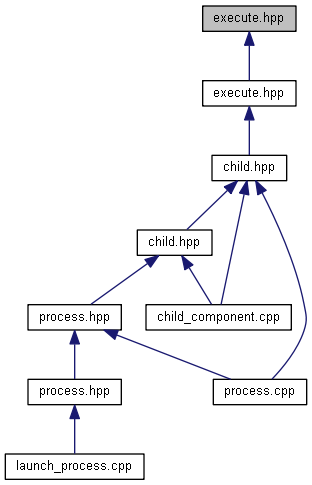 execute.hpp
execute.hpp
child.hpp
child.hpp
process.hpp
child_component.cpp
process.hpp
process.cpp
launch_process.cpp